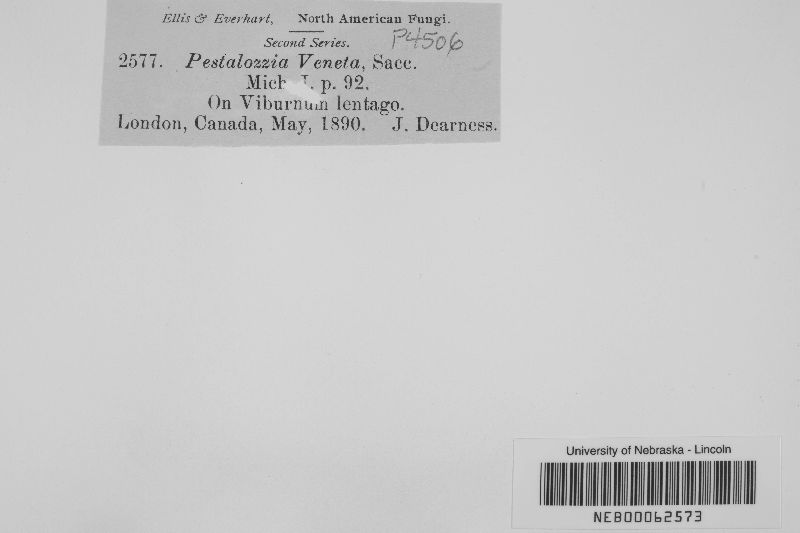 Ellis & Everhart, North American Fungi.
Second Series. P4506
2577. Pestalozzia Veneta, Sacc.
Mich I. p. 92.
On Viburnum lentago.
London, Canada, May, 1890. J. Dearness.
University of Nebraska - Lincoln
NEB00062573